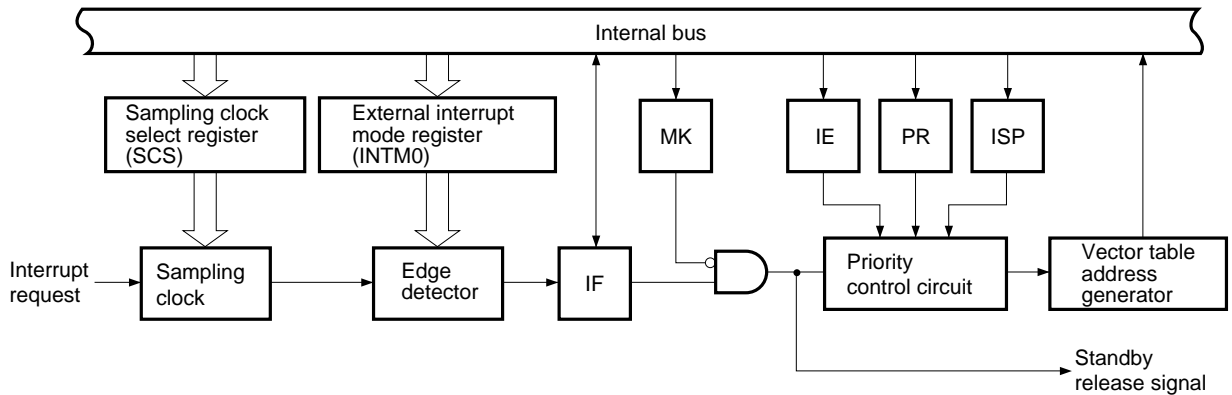 Internal bus
Sampling clock
select register
(SCS)
External interrupt
mode register
(INTM0)
MK
IE
PR
ISP
Interrupt
request
Sampling
clock
Edge
detector
IF
Priority
control circuit
Vector table
address
generator
Standby
release signal